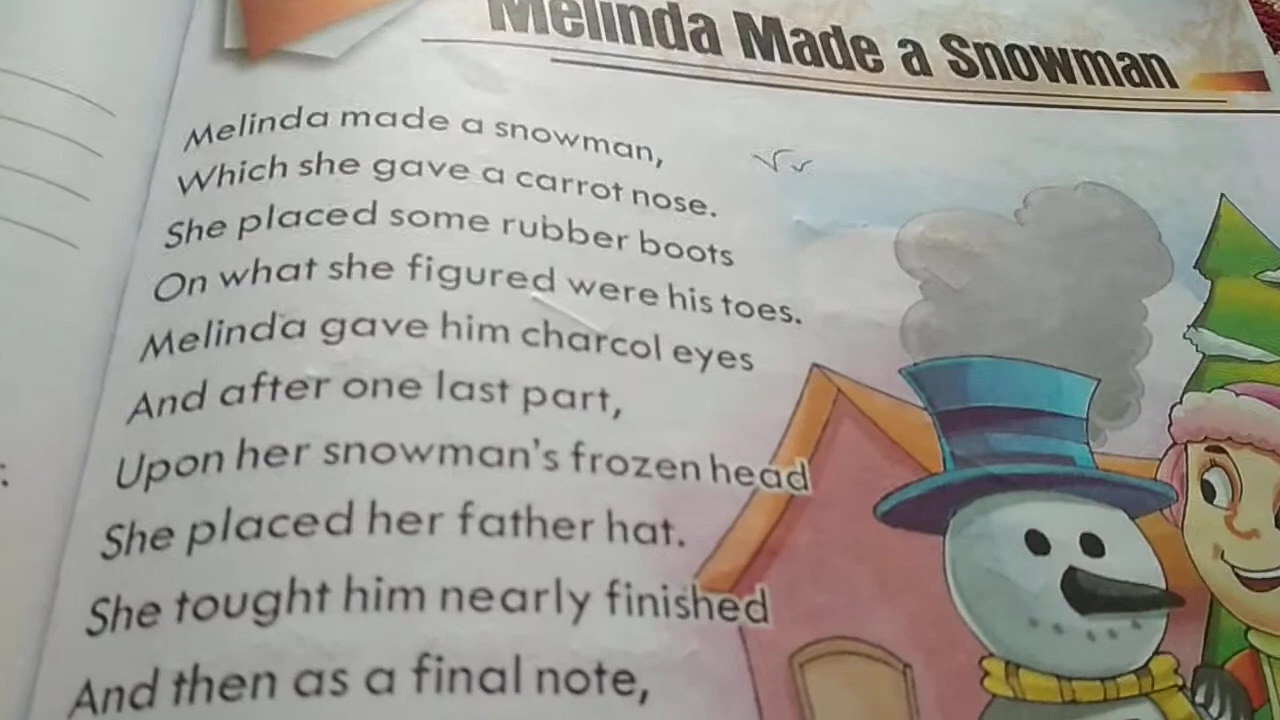 Melinda Made a Snowman
Melinda made a snowman,
Which she gave a carrot nose.
She placed some rubber boots
On what she figured were his toes.
Melinda gave him charcol eyes
And after one last part,
Upon her snowman's frozen head
She placed her father hat.
She tought him nearly finished
And then as a final note,
: